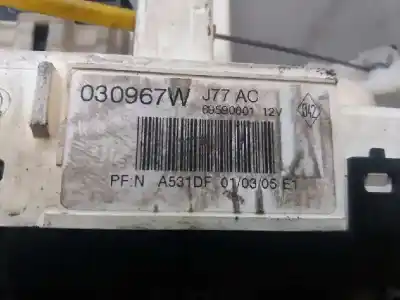 030967W J77 AC
69590001 12V
PF:N A531DF 01/03/05 E1